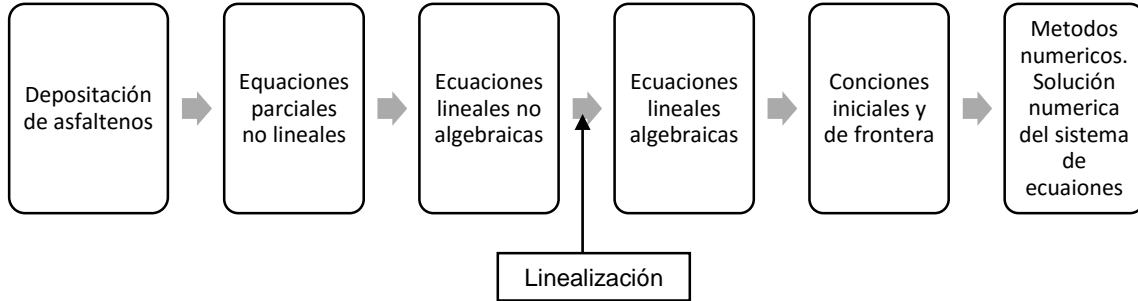 Depositación
de asfaltenos
Equaciones
parciales
no lineales
Ecuaciones
lineales no
algebraicas
Ecuaciones
lineales
algebraicas
Conciones
iniciales y
de frontera
Metodos
numericos.
Solución
numerica
del sistema
de
ecuaiones
Linealización